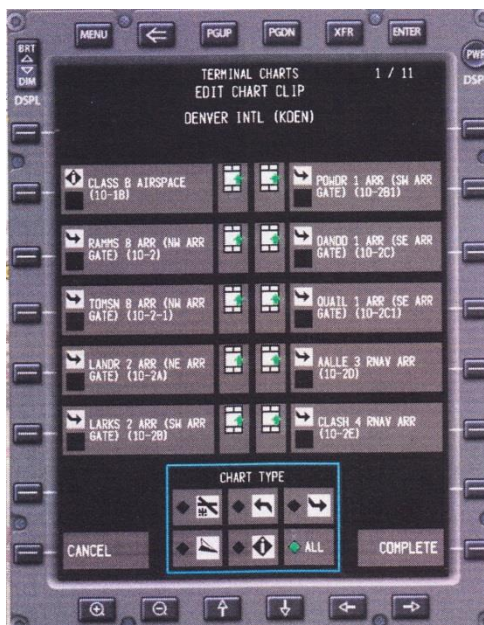 MENU
PGUP
PGDN
XFR
ENTER
BRT
DIM
DSPL
PWR
DSP
TERMINAL CHARTS 1 / 11
EDIT CHART CLIP
DENVER INTL (KDEN)
CLASS B AIRSPACE
(10-1B)
POWDR 1 ARR (SW ARR
GATE) (10-2B1)
RAMMS 8 ARR (NW ARR
GATE) (10-2)
DANDD 1 ARR (SE ARR
GATE) (10-2C)
TOMSN 8 ARR (NW ARR
GATE) (10-2-1)
QUAIL 1 ARR (SE ARR
GATE) (10-2C1)
LANDR 2 ARR (NE ARR
GATE) (10-2A)
AALLE 3 RNAV ARR
(10-2D)
LARKS 2 ARR (SW ARR
GATE) (10-2B)
CLASH 4 RNAV ARR
(10-2E)
CHART TYPE
ALL
CANCEL
COMPLETE